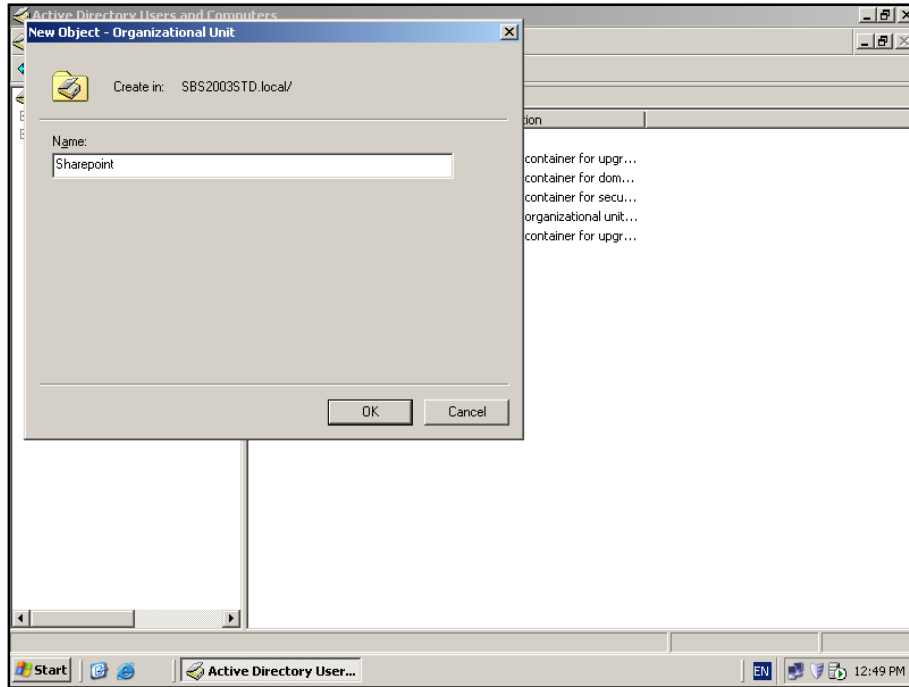 Active Directory Users and Computers
New Object - Organizational Unit
Create in: SBS2003STD.local/
Name:
Sharepoint
OK
Cancel
tion
container for upgr...
container for dom...
container for secu...
organizational unit...
container for upgr...
Start
Active Directory User...
EN
12:49 PM